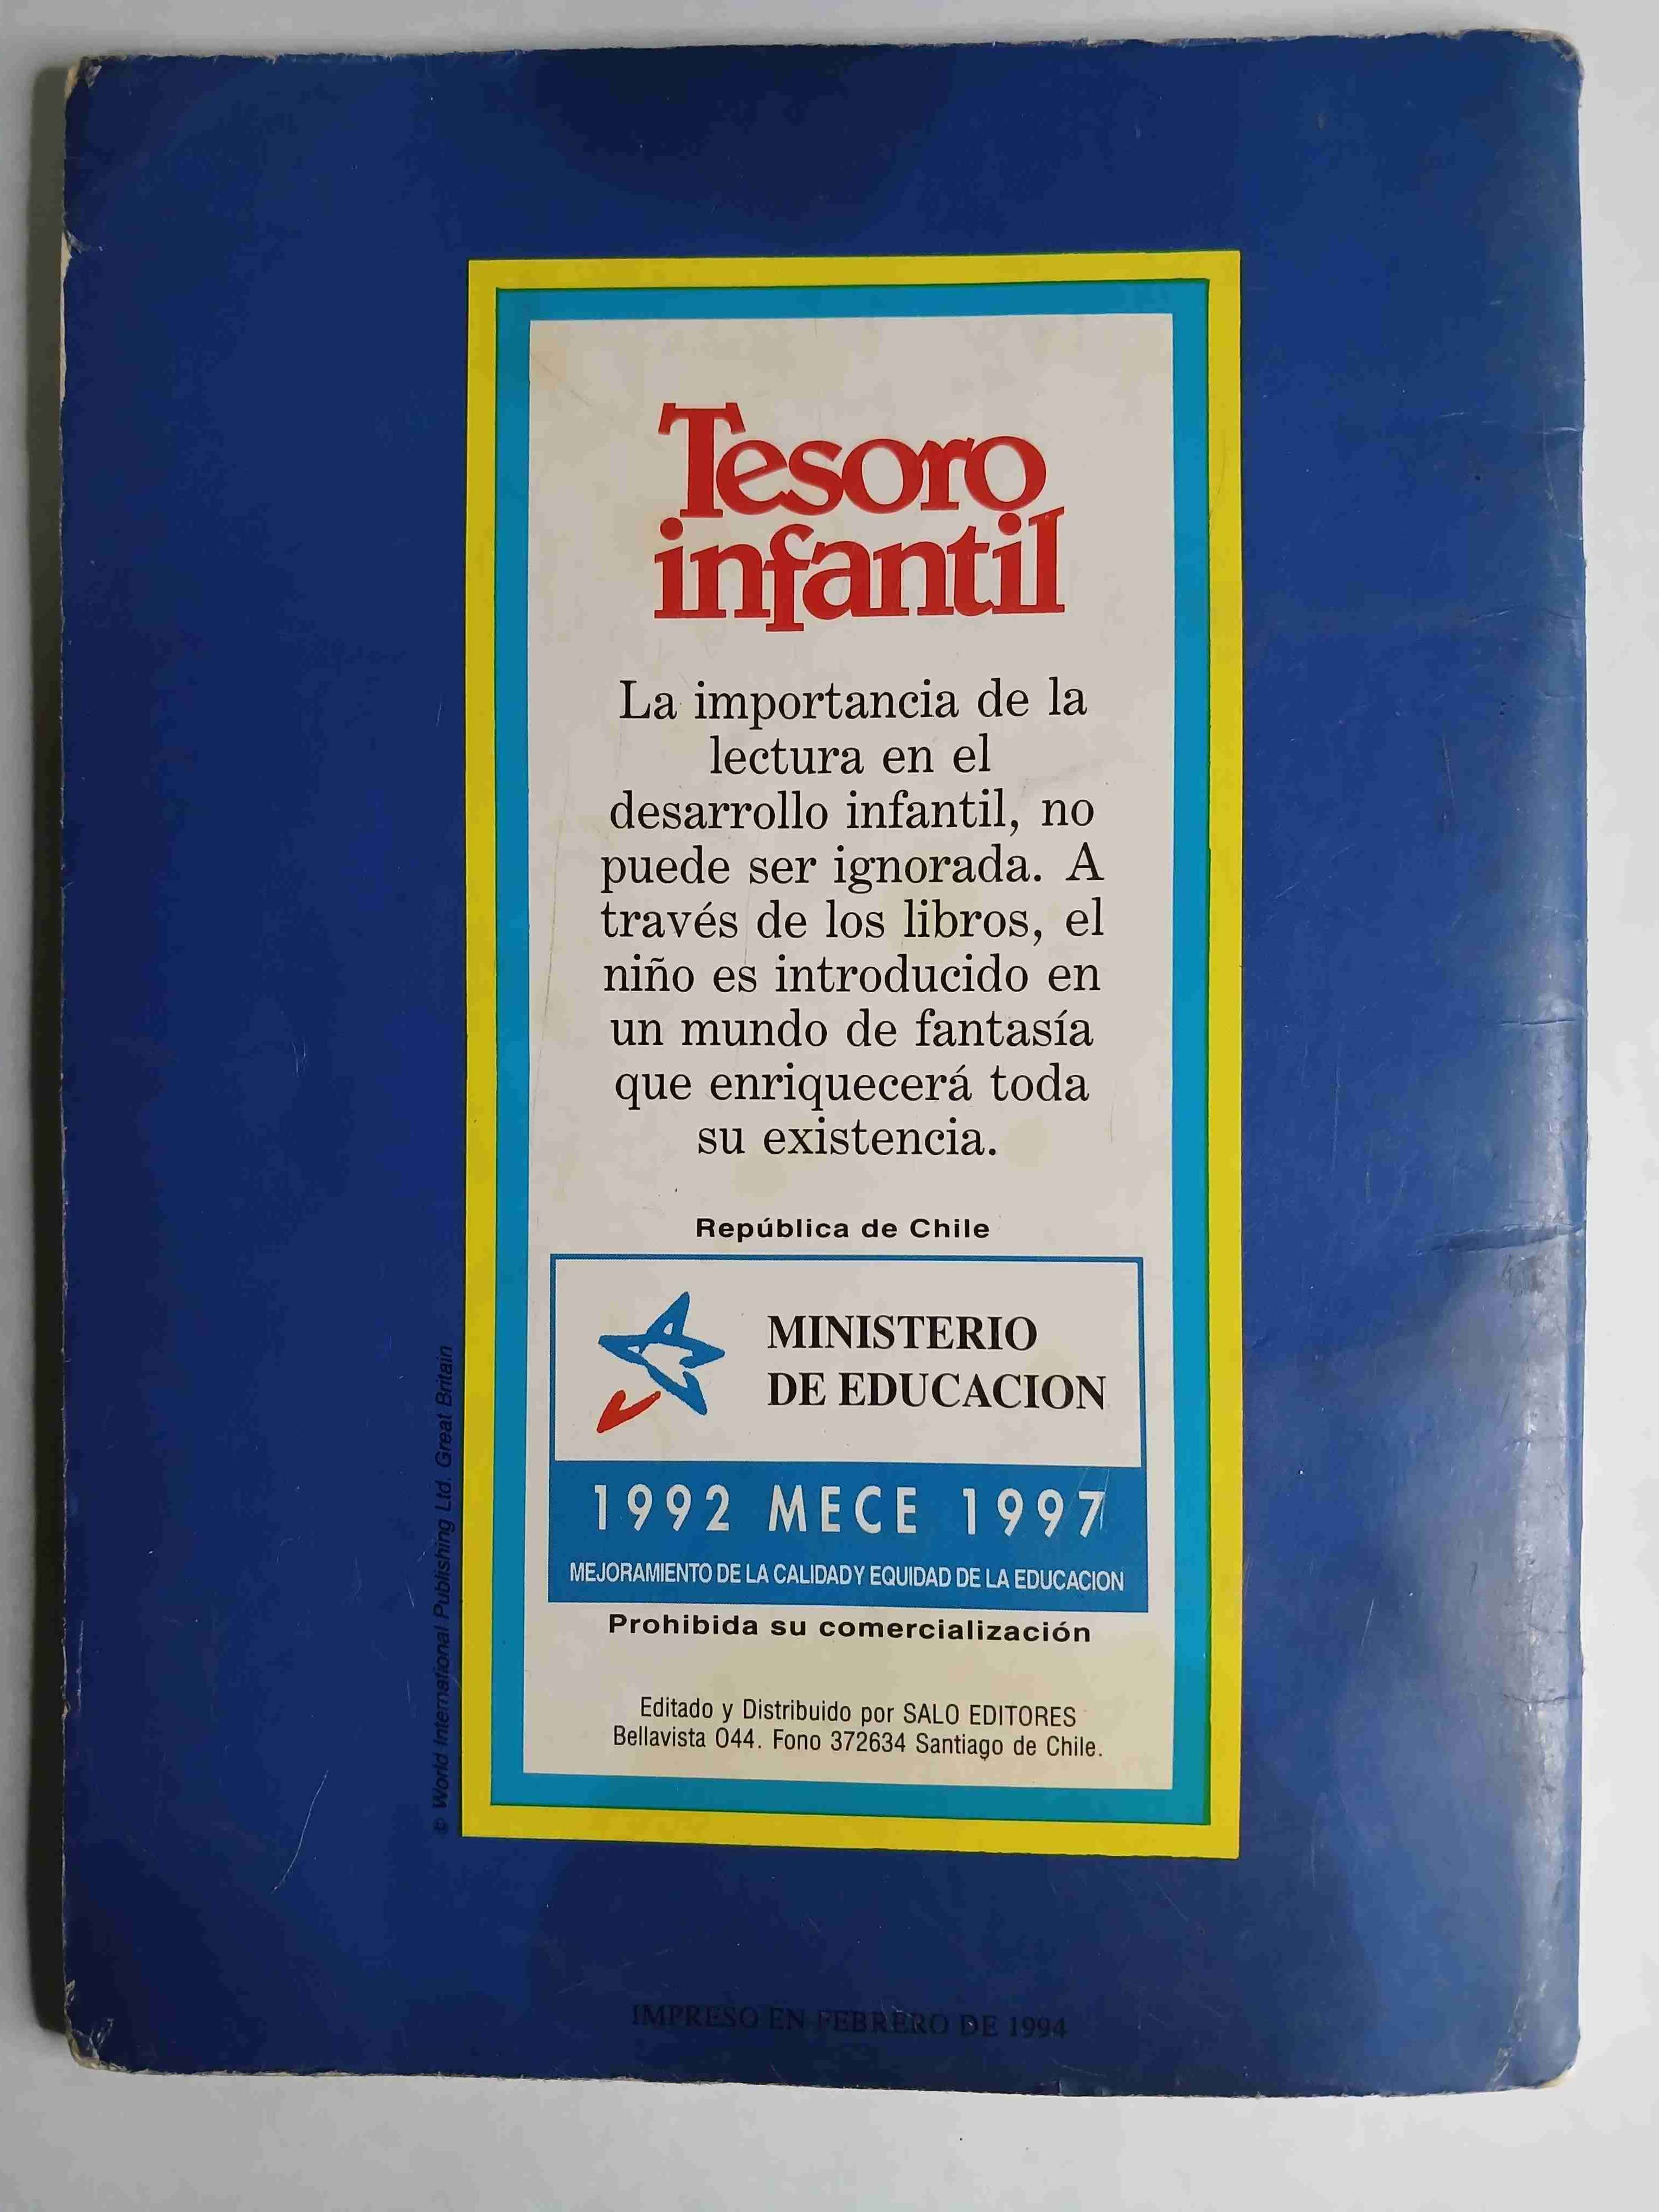 Tesoro
infantil
La importancia de la
lectura en el
desarrollo infantil, no
puede ser ignorada. A
través de los libros, el
niño es introducido en
un mundo de fantasía
que enriquecerá toda
su existencia.
República de Chile
MINISTERIO
DE EDUCACION
1992 MECE 1997
MEJORAMIENTO DE LA CALIDAD Y EQUIDAD DE LA EDUCACION
Prohibida su comercialización
Editado y Distribuido por SALO EDITORES
Bellavista 044. Fono 372634 Santiago de Chile.
© World International Publishing Ltd. Great Britain
IMPRESO EN FEBRERO DE 1994